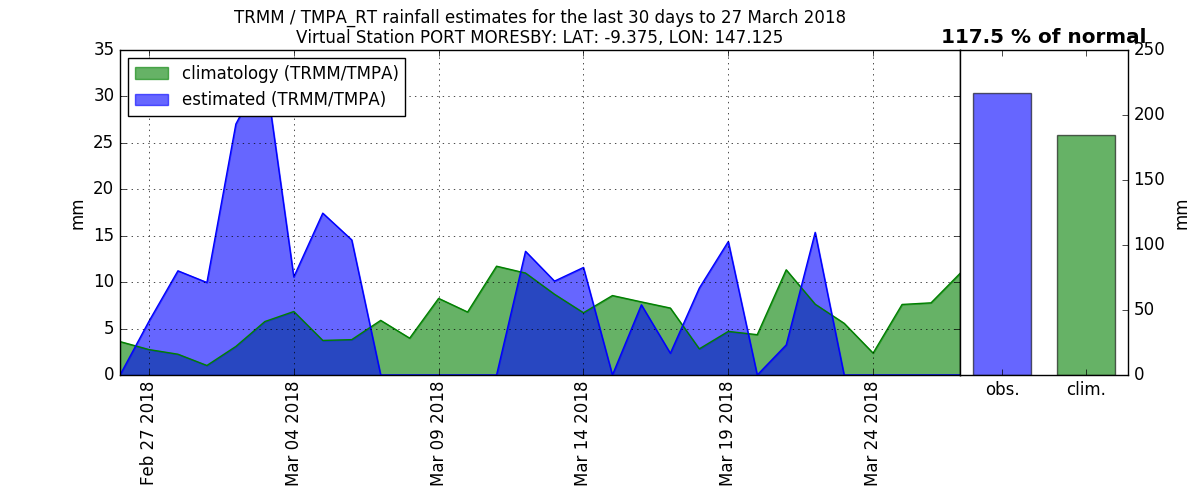 TRMM / TMPA_RT rainfall estimates for the last 30 days to 27 March 2018
Virtual Station PORT MORESBY: LAT: -9.375, LON: 147.125
117.5 % of normal
climatology (TRMM/TMPA)
estimated (TRMM/TMPA)
35
30
25
20
15
10
5
0
mm
Feb 27 2018
Mar 04 2018
Mar 09 2018
Mar 14 2018
Mar 19 2018
Mar 24 2018
250
200
150
100
50
0
mm
obs.
clim.